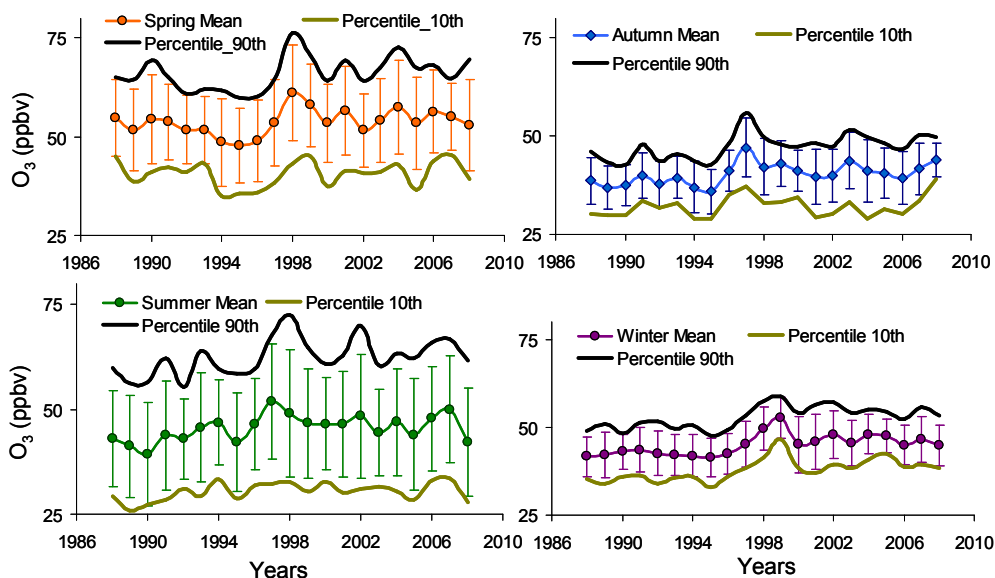 Spring Mean Percentile_10th
Percentile_90th
O3 (ppbv)
75
50
25
1986 1990 1994 1998 2002 2006 2010
Autumn Mean Percentile 10th
Percentile 90th
75
50
25
1986 1990 1994 1998 2002 2006 2010
Summer Mean Percentile 10th
Percentile 90th
O3 (ppbv)
75
50
25
1986 1990 1994 1998 2002 2006 2010
Years
Winter Mean Percentile 10th
Percentile 90th
75
50
25
1986 1990 1994 1998 2002 2006 2010
Years